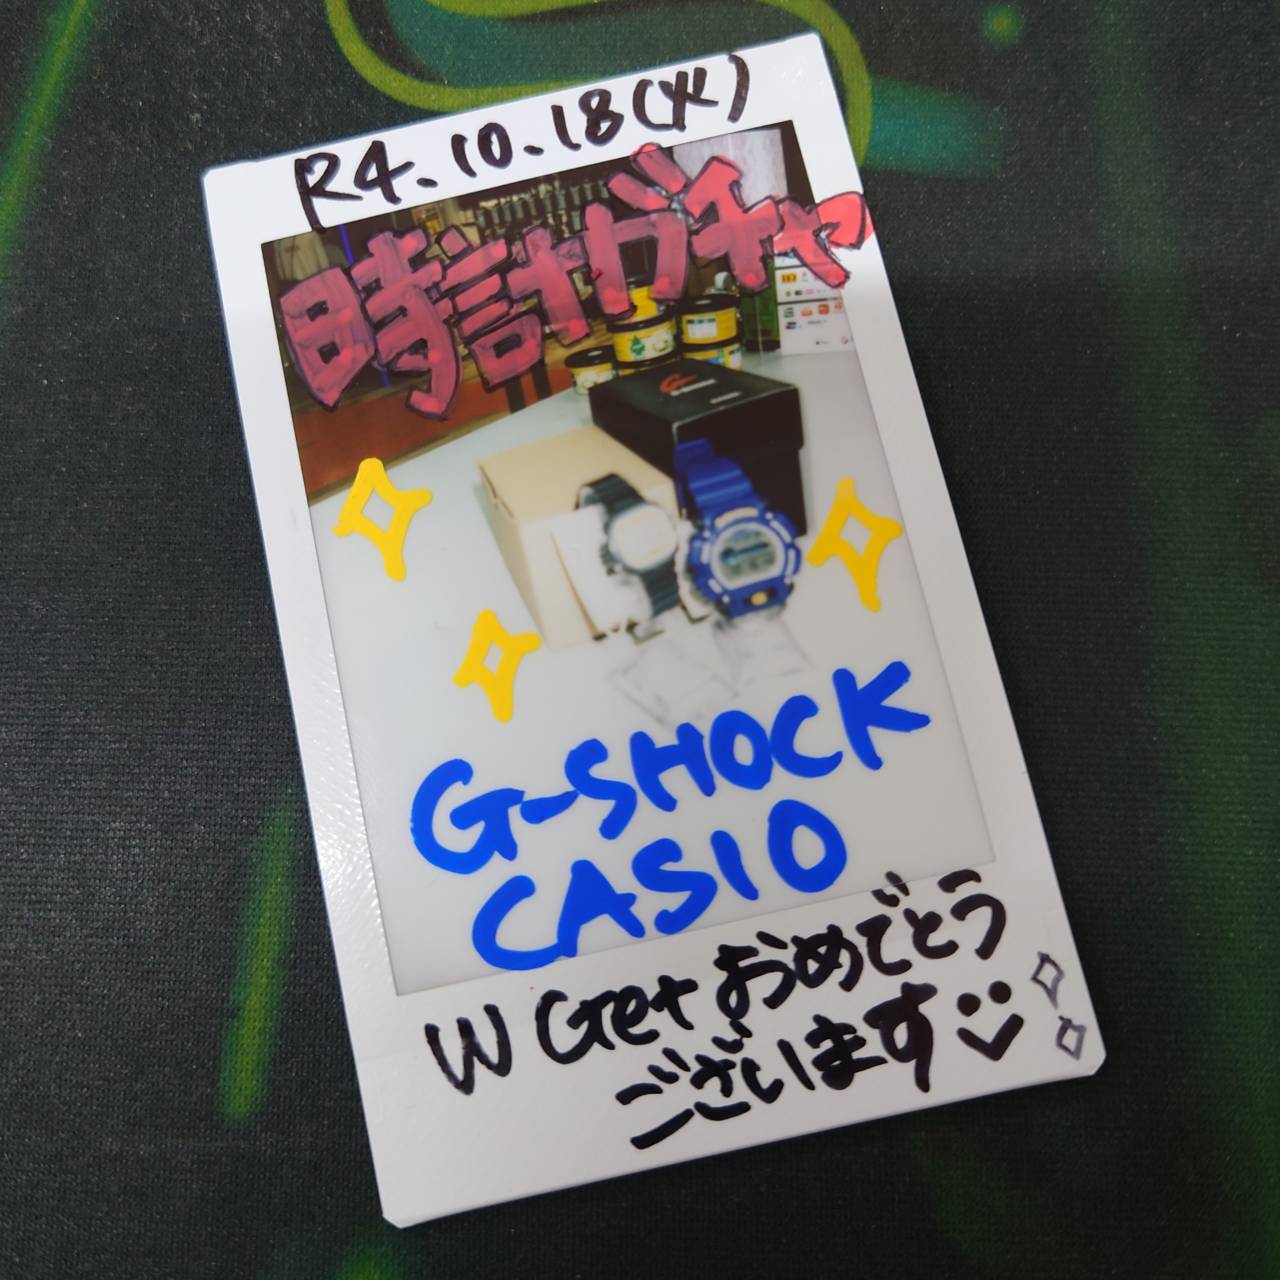 R4.10.18(火)
時計ガチャ
G-SHOCK
CASIO
W Get おめでとう
ございます